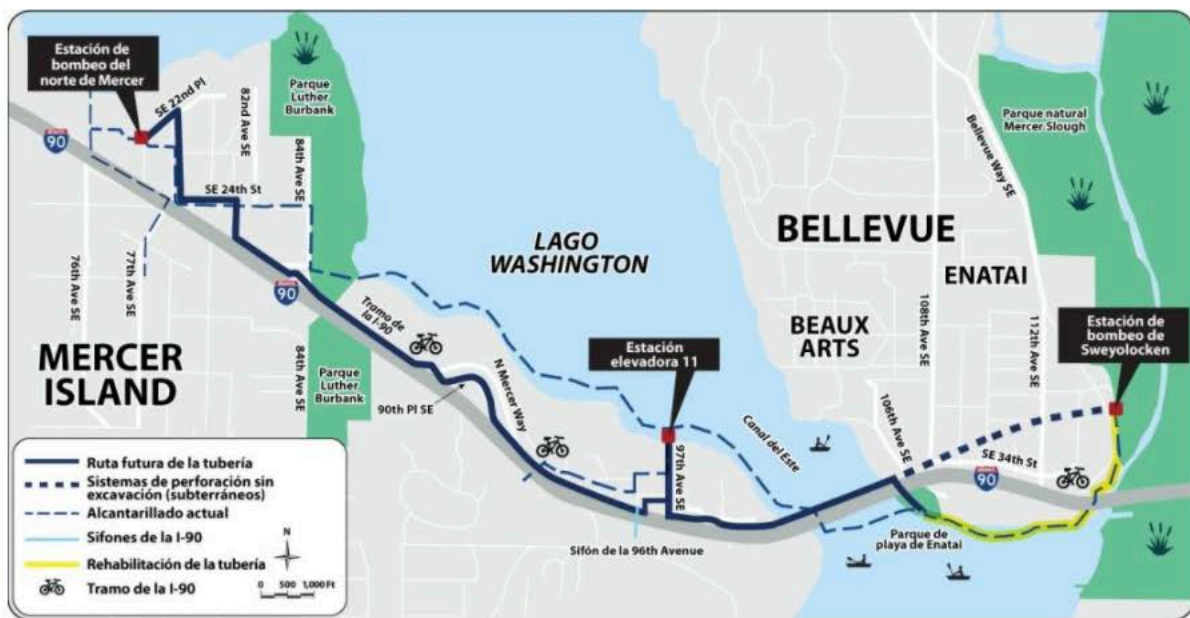 Estación de
bombeo del
norte de Mercer
SE 22nd Pl
82nd Ave SE
Parque
Luther
Burbank
84th Ave SE
90
SE 24th St
76th Ave SE
77th Ave SE
90
84th Ave SE
MERCER
ISLAND
Parque
Luther
Burbank
Tramo de
la I-90
90th Pl SE
N Mercer Way
LAGO
WASHINGTON
Estación
elevadora 11
97th Ave SE
Sifón de la 96th Avenue
Canal del Este
BELLEVUE
ENATAI
BEAUX
ARTS
Parque natural
Mercer Slough
Bellevue Way SE
108th Ave SE
112th Ave SE
106th Ave SE
Estación de
bombeo de
Sweyolocken
SE 34th St
90
Parque de
playa de Enatai
Ruta futura de la tubería
Sistemas de perforación sin
excavación (subterráneos)
Alcantarillado actual
Sifones de la I-90
Rehabilitación de la tubería
Tramo de la I-90
N
0 500 1,000 Ft